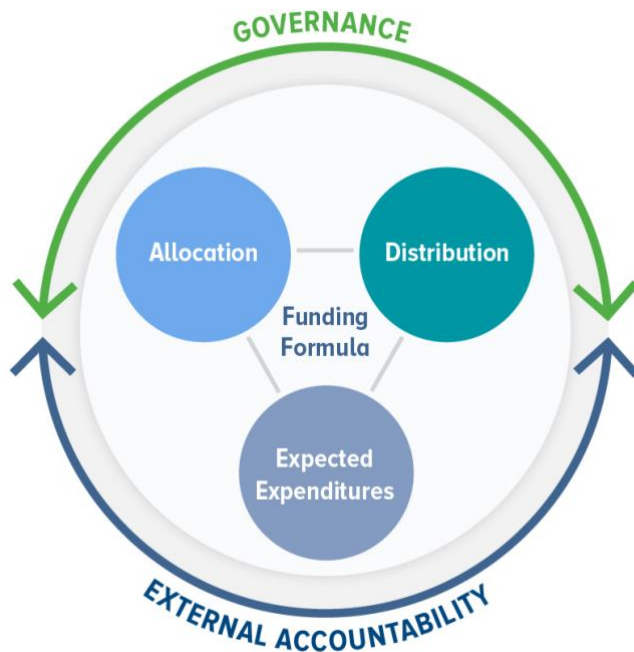 GOVERNANCE
Allocation
Distribution
Funding
Formula
Expected
Expenditures
EXTERNAL ACCOUNTABILITY